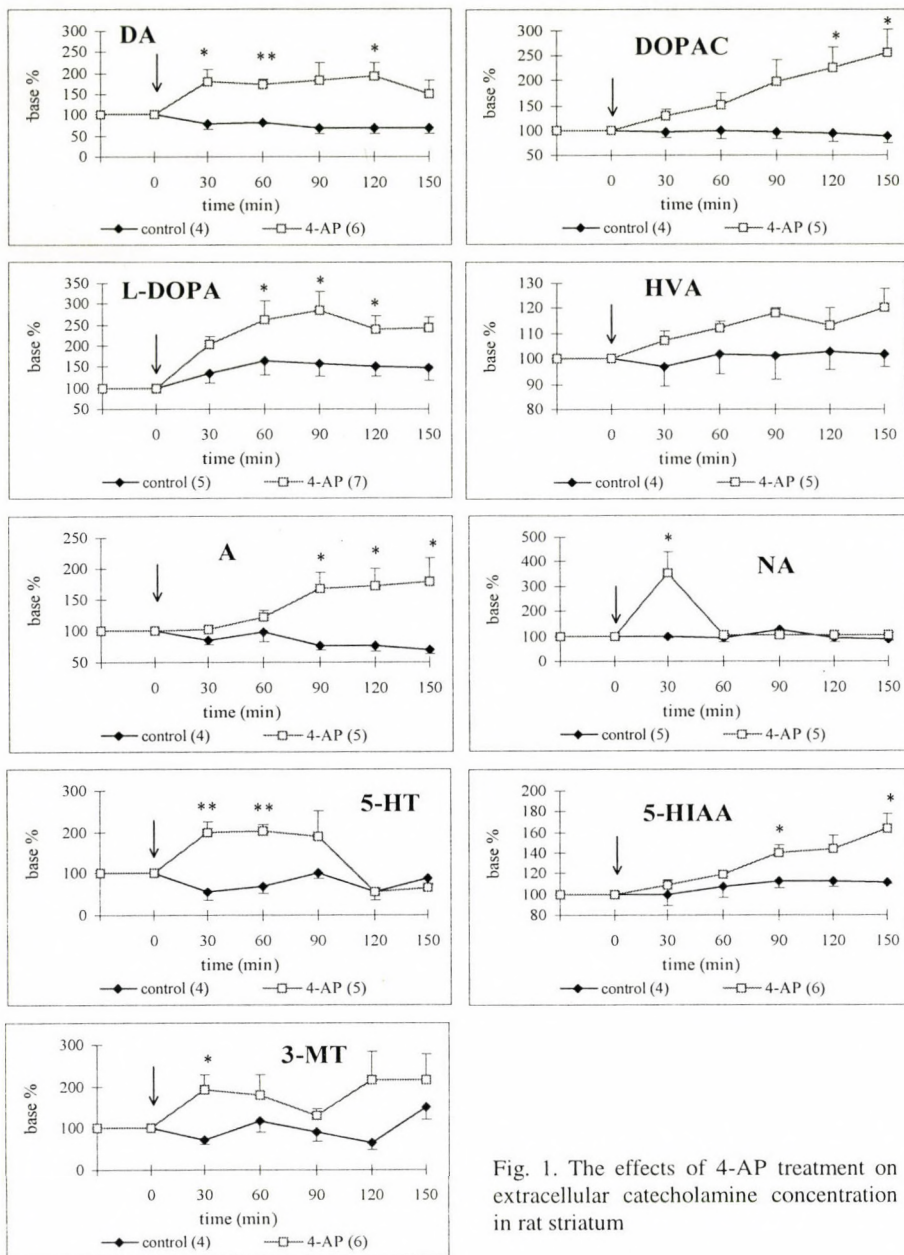 DA
* ** *
base %
300
250
200
150
100
50
0
0 30 60 90 120 150
time (min)
control (4) 4-AP (6)
DOPAC
* *
base %
300
250
200
150
100
50
0 30 60 90 120 150
time (min)
control (4) 4-AP (5)
L-DOPA
* * *
base %
350
300
250
200
150
100
50
0 30 60 90 120 150
time (min)
control (5) 4-AP (7)
HVA
base %
130
120
110
100
90
80
0 30 60 90 120 150
time (min)
control (4) 4-AP (5)
A
* * *
base %
250
200
150
100
50
0 30 60 90 120 150
time (min)
control (4) 4-AP (5)
NA
*
base %
500
400
300
200
100
0
0 30 60 90 120 150
time (min)
control (5) 4-AP (5)
5-HT
** **
base %
300
200
100
0
0 30 60 90 120 150
time (min)
control (4) 4-AP (5)
5-HIAA
* *
base %
200
180
160
140
120
100
80
0 30 60 90 120 150
time (min)
control (4) 4-AP (6)
3-MT
*
base %
300
200
100
0
0 30 60 90 120 150
time (min)
control (4) 4-AP (6)
Fig. 1. The effects of 4-AP treatment on
extracellular catecholamine concentration
in rat striatum